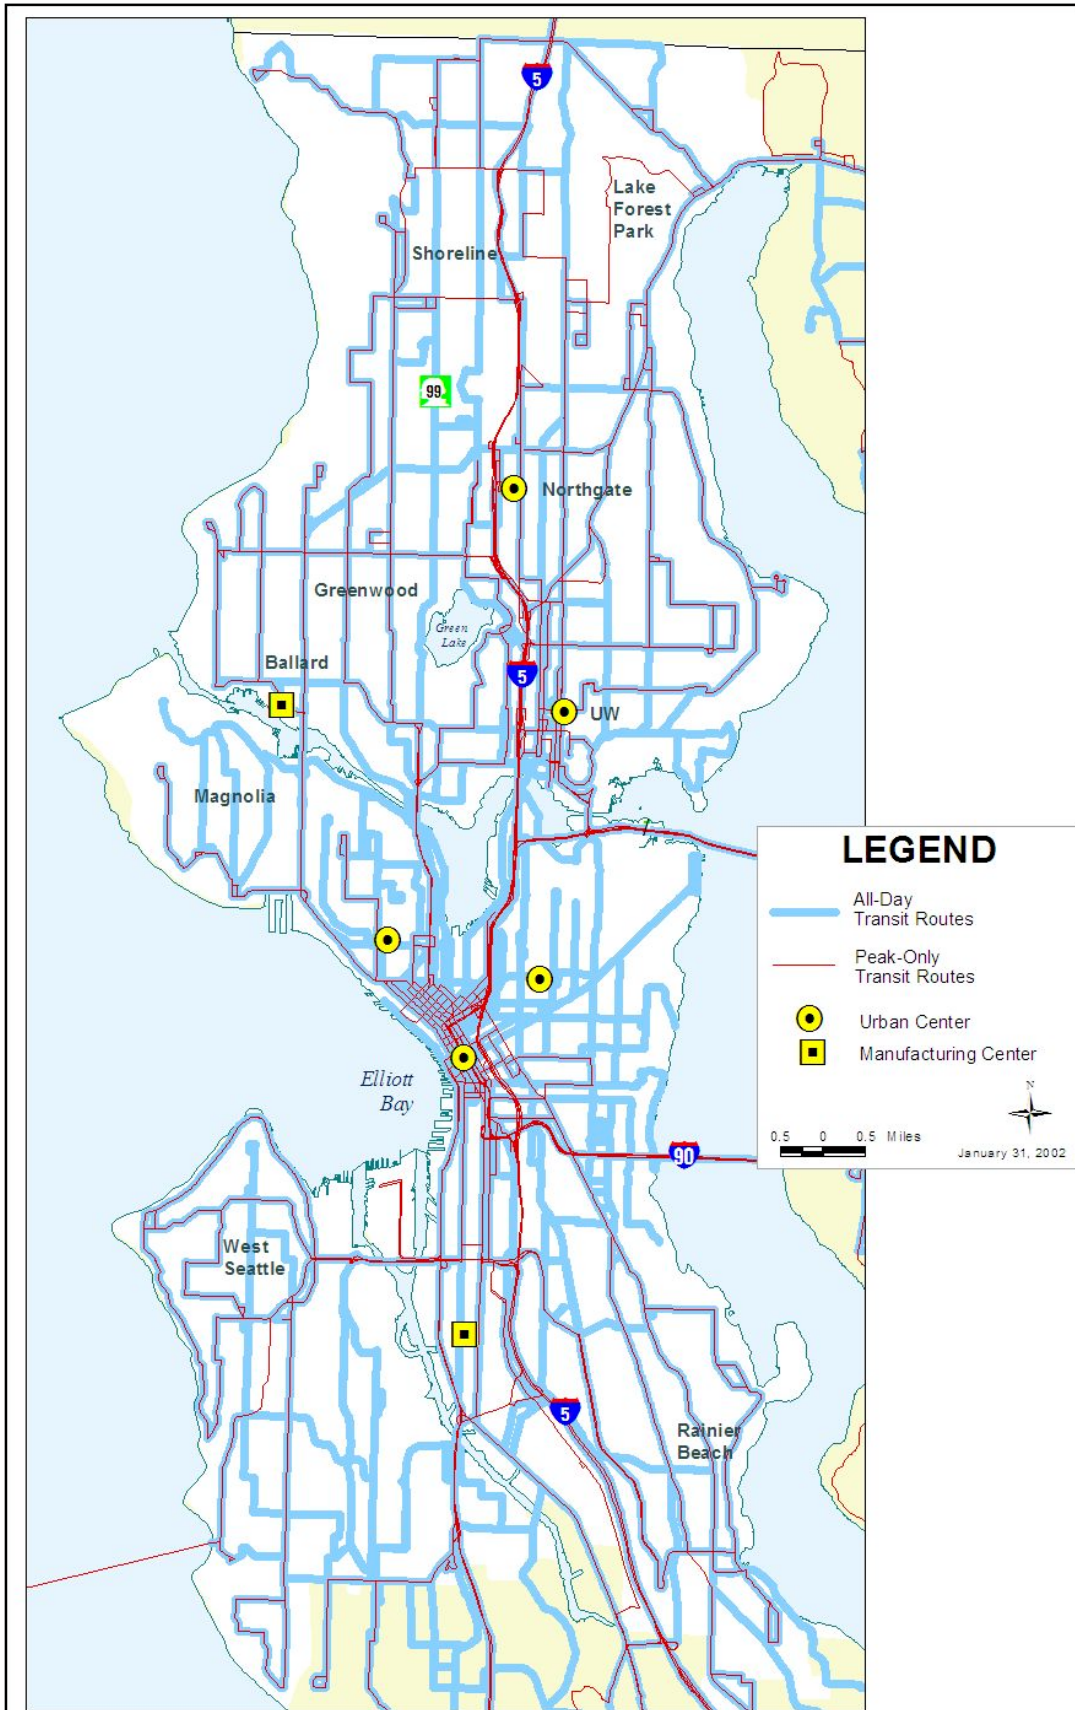 5
Lake
Forest
Park
Shoreline
99
Northgate
Greenwood
Green
Lake
Ballard
5
UW
Magnolia
LEGEND
All-Day
Transit Routes
Peak-Only
Transit Routes
Urban Center
Manufacturing Center
N
0.5 0 0.5 Miles
January 31, 2002
Elliott
Bay
90
West
Seattle
5
Rainier
Beach